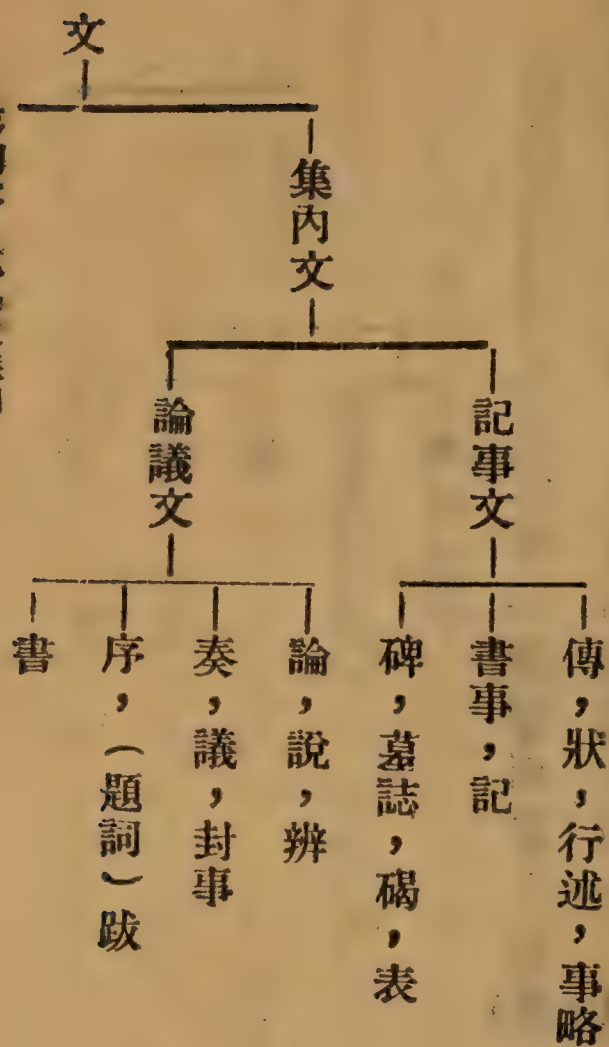 文
集內文
記事文
傳，狀，行述，事略
書事，記
碑，墓誌，碣，表
論議文
論，說，辨
奏，議，封事
序，（題詞）跋
書